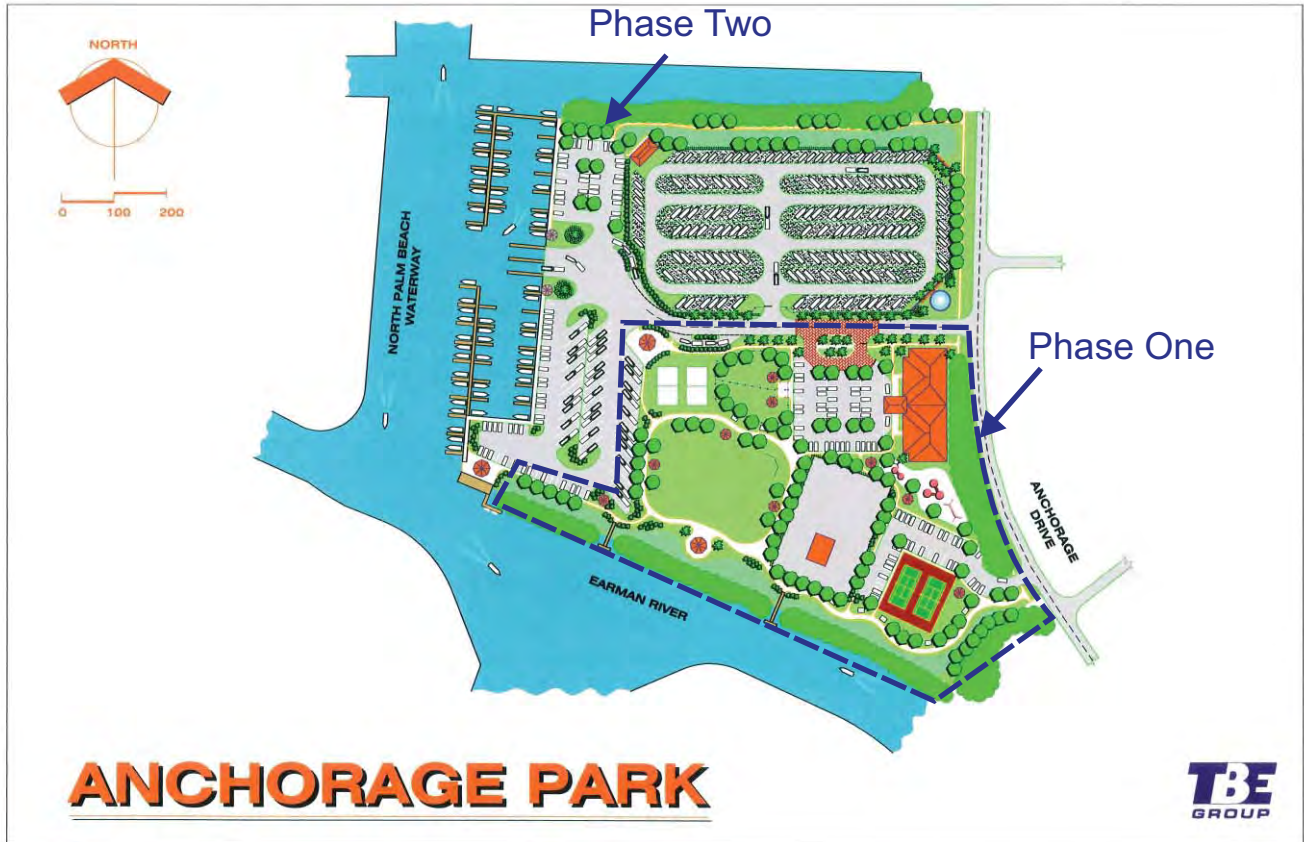 Phase Two
NORTH
0 100 200
NORTH PALM BEACH
WATERWAY
Phase One
ANCHORAGE
DRIVE
EARMAN RIVER
ANCHORAGE PARK
TBE
GROUP